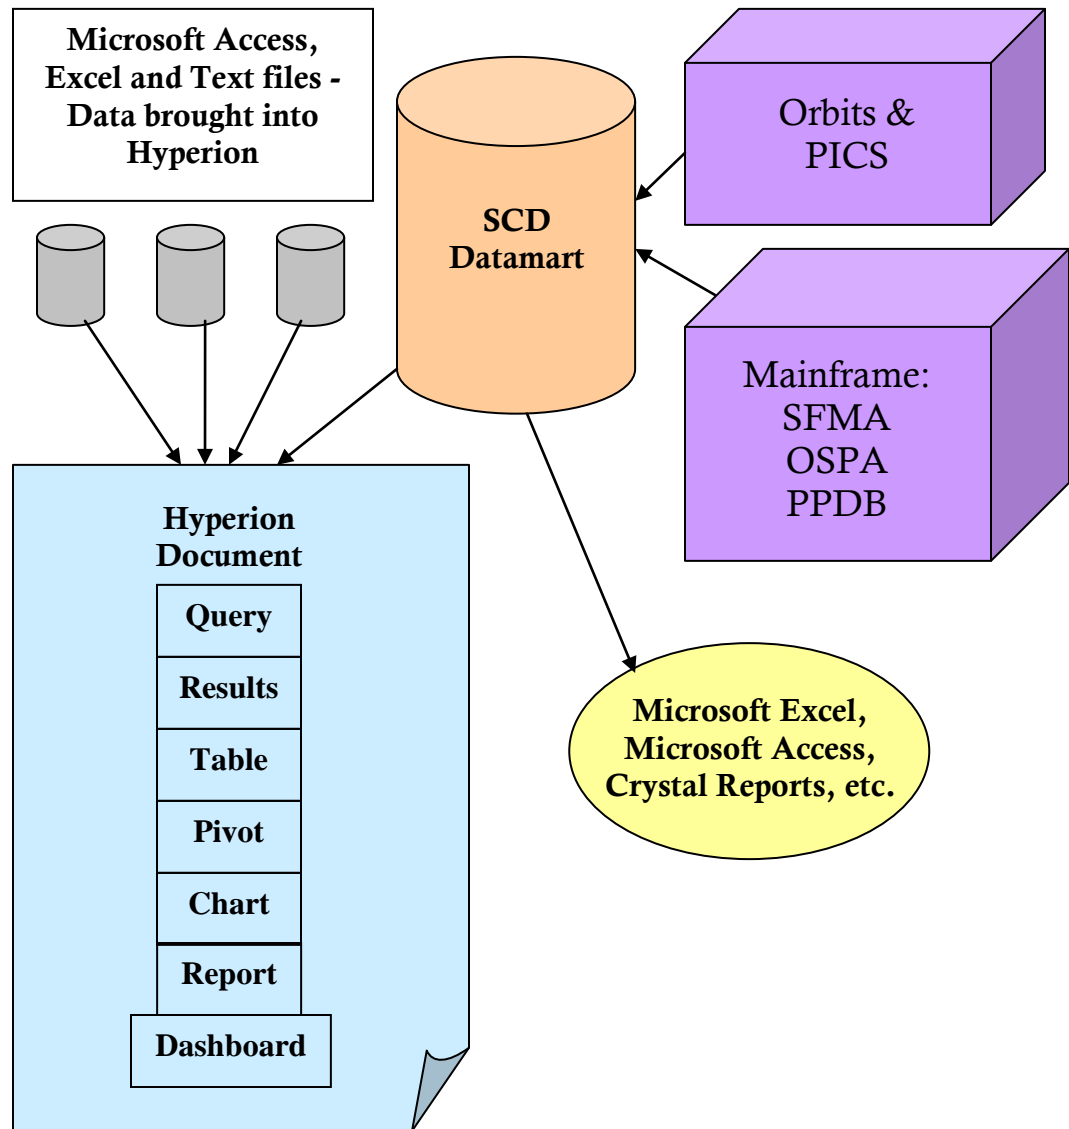 Microsoft Access,
Excel and Text files -
Data brought into
Hyperion
SCD
Datamart
Orbits &
PICS
Mainframe:
SFMA
OSPA
PPDB
Hyperion
Document
Query
Results
Table
Pivot
Chart
Report
Dashboard
Microsoft Excel,
Microsoft Access,
Crystal Reports, etc.